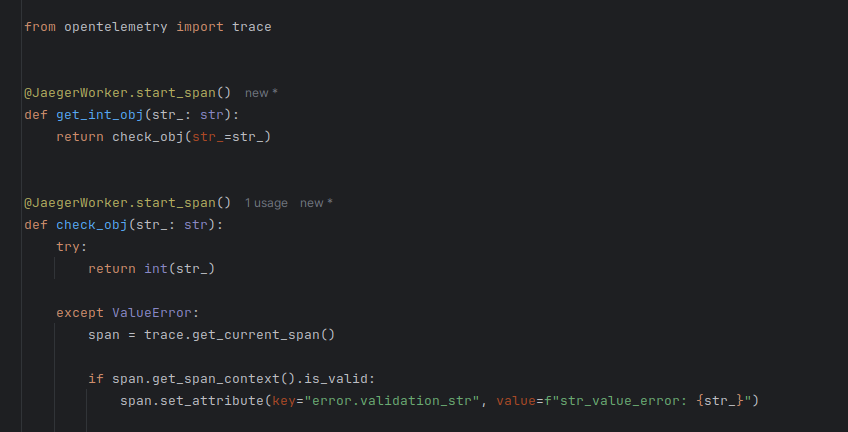 from opentelemetry import trace
@JaegerWorker.start_span() new *
def get_int_obj(str_: str):
    return check_obj(str_=str_)
@JaegerWorker.start_span() 1 usage new *
def check_obj(str_: str):
    try:
        return int(str_)
    except ValueError:
        span = trace.get_current_span()
        if span.get_span_context().is_valid:
            span.set_attribute(key="error.validation_str", value=f"str_value_error: {str_}")